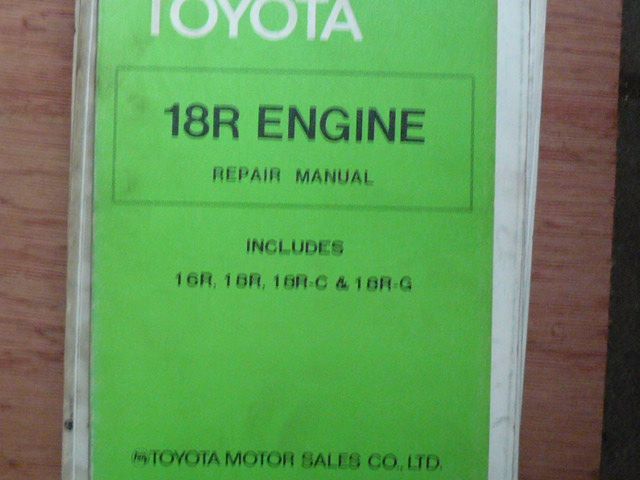 TOYOTA
18R ENGINE
REPAIR MANUAL
INCLUDES
16R, 18R, 18R-C & 18R-G
TOYOTA MOTOR SALES CO., LTD.